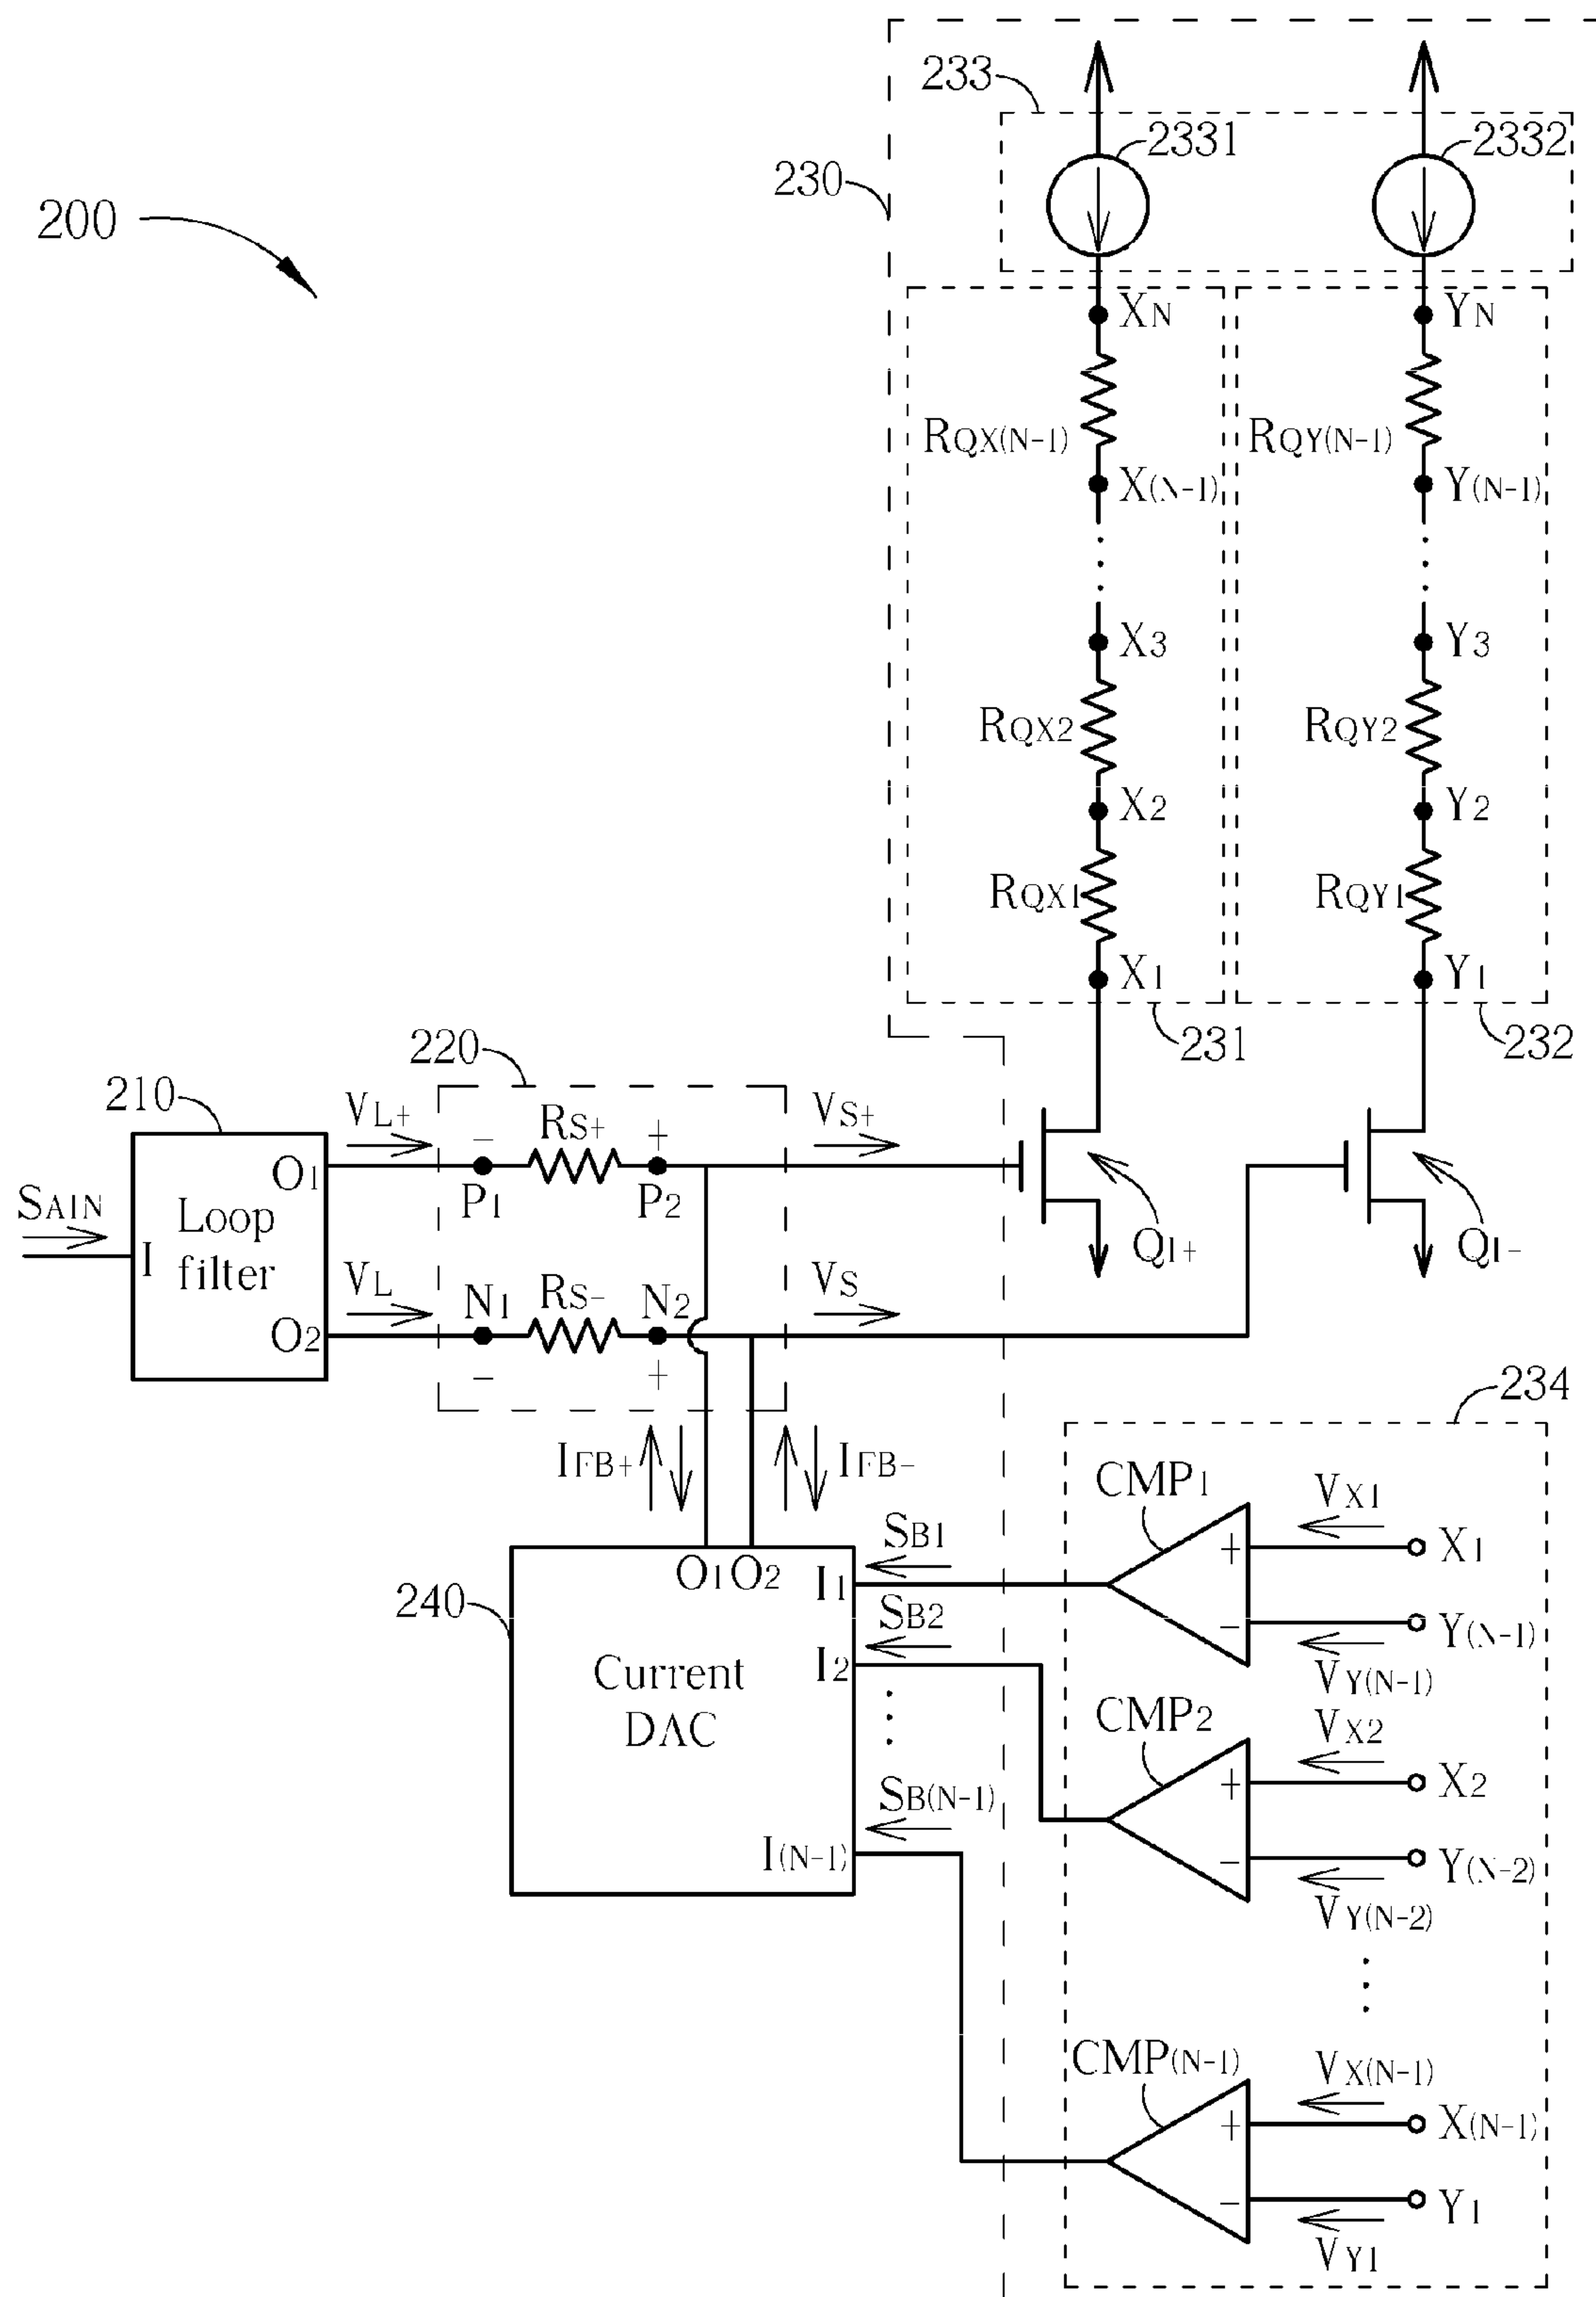 200
230
233
2331
2332
XN
YN
RQX(N-1)
RQY(N-1)
X(N-1)
Y(N-1)
X3
Y3
RQX2
RQY2
X2
Y2
RQX1
RQY1
X1
Y1
231
232
210
220
VL+
− RS+ +
VS+
O1
P1 P2
SAIN
I
Loop
filter
QI+
QI−
VL
N1 RS− N2
VS
O2
− +
234
IFB+
IFB−
CMP1
VX1
SB1
+ X1
O1 O2 I1
240
SB2
− Y(N-1)
VY(N-1)
I2
Current
DAC
CMP2
VX2
+ X2
SB(N-1)
− Y(N-2)
I(N-1)
VY(N-2)
CMP(N-1)
VX(N-1)
+ X(N-1)
− Y1
VY1